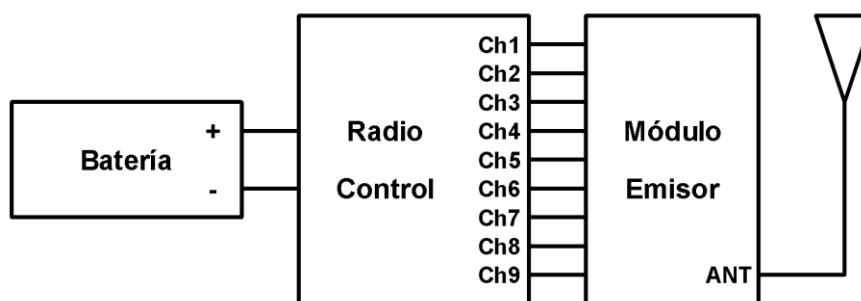 Batería
+
-
Radio
Control
Ch1
Ch2
Ch3
Ch4
Ch5
Ch6
Ch7
Ch8
Ch9
Módulo
Emisor
ANT